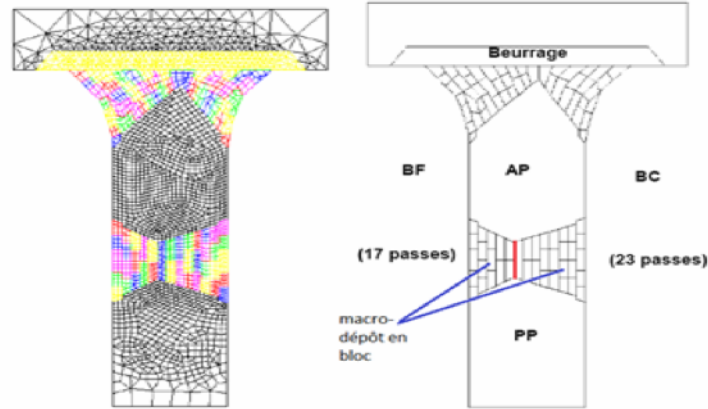 Beurrage
BF
AP
BC
(17 passes)
(23 passes)
macro-
dépôt en
bloc
PP